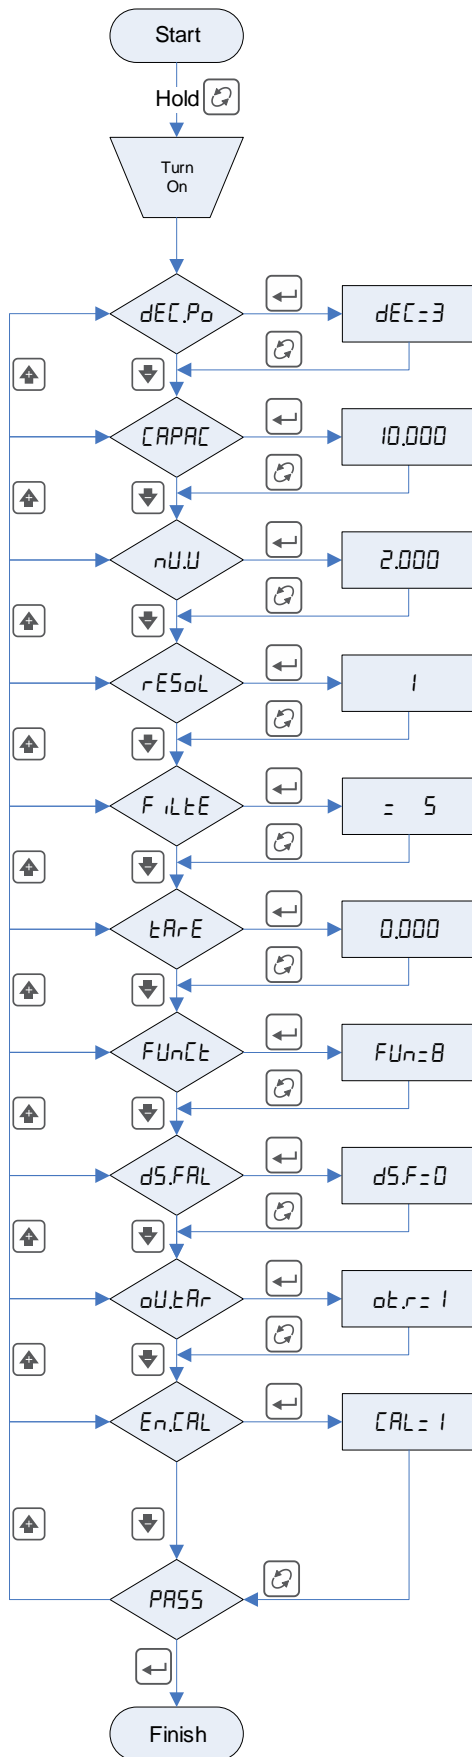 Start
Hold
Turn
On
dEC.Po
dEC=3
CAPAC
10.000
nU.U
2.000
rESoL
1
FiLtE
= 5
tArE
0.000
FUnCt
FUn=8
dS.FAL
dS.F=0
oU.tAr
ot.r=1
En.CAL
CAL=1
PASS
Finish